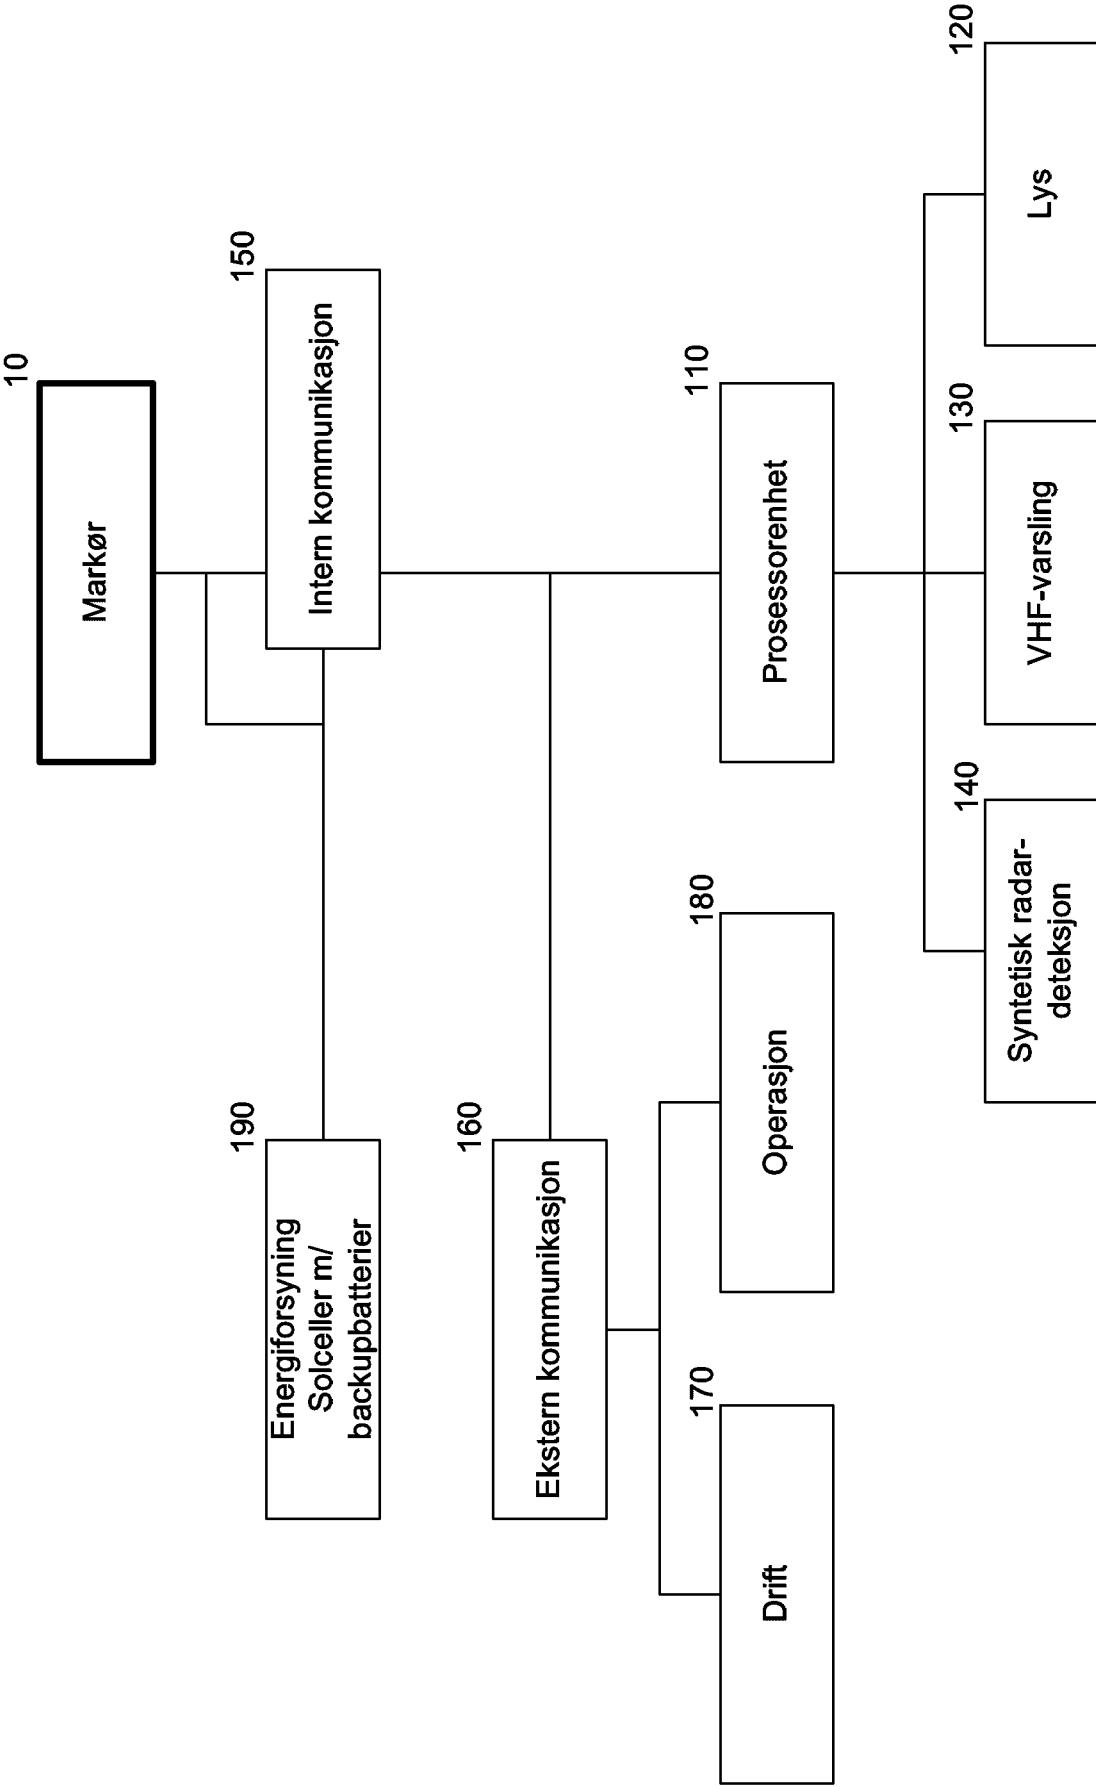 10
Markør
190
Energiforsyning
Solceller m/
backupbatterier
150
Intern kommunikasjon
160
Ekstern kommunikasjon
170
Drift
180
Operasjon
110
Prosessorenhet
140
Syntetisk radar-
deteksjon
130
VHF-varsling
120
Lys